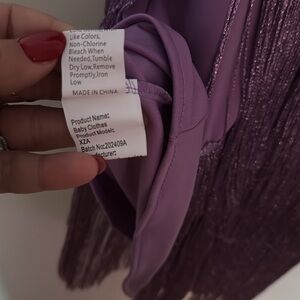 Like Colors,
Non-Chlorine
Bleach When
Needed,Tumble
Dry Low,Remove
Promptly,Iron
Low
MADE IN CHINA
Product Name:
Baby Clothes
Product Model:
XZA
Batch No:202409A